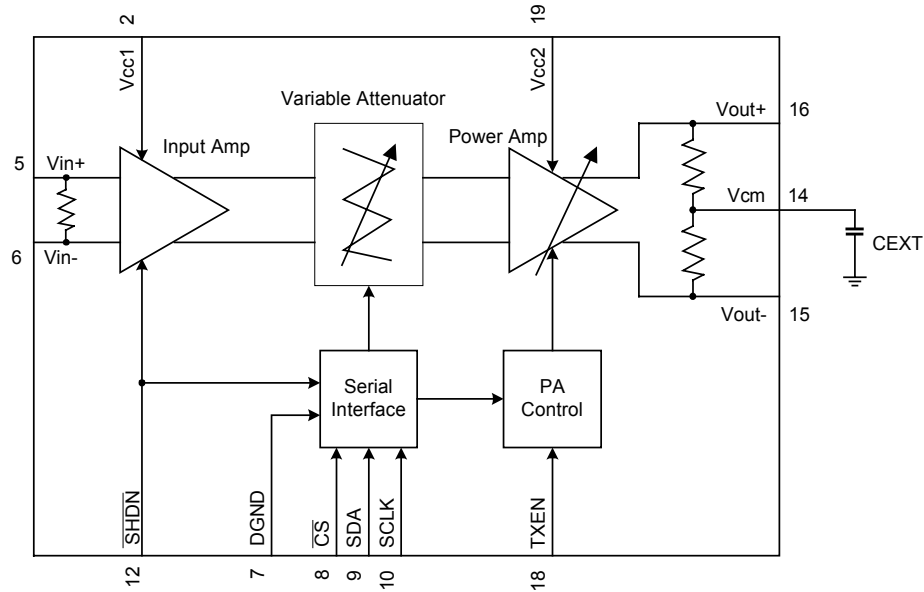 2
19
Vcc1
Vcc2
Variable Attenuator
Input Amp
Power Amp
Vout+
16
5
Vin+
Vcm
14
CEXT
6
Vin-
Vout-
15
Serial
Interface
PA
Control
SHDN
DGND
CS
SDA
SCLK
TXEN
12
7
8
9
10
18